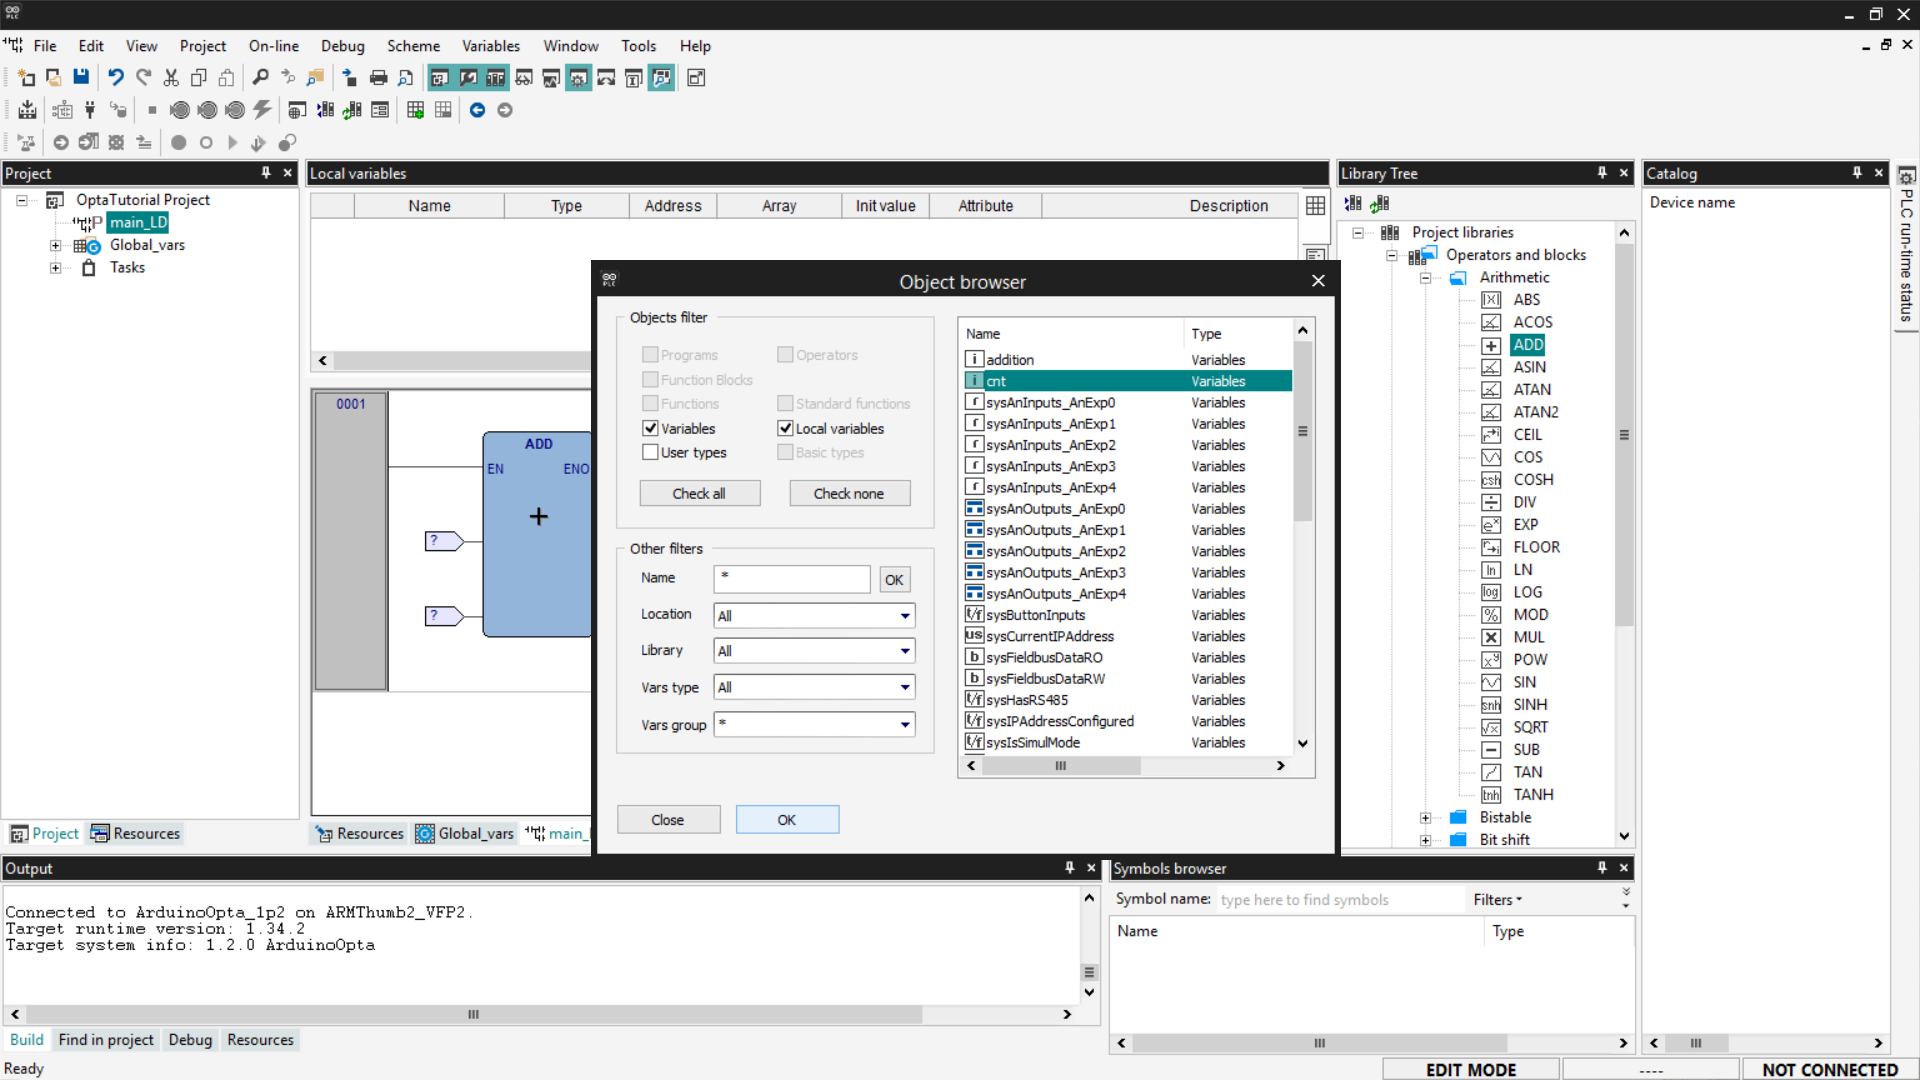 File Edit View Project On-line Debug Scheme Variables Window Tools Help
Project
OptaTutorial Project
main_LD
Global_vars
Tasks
Project Resources
Local variables
Name Type Address Array Init value Attribute Description
0001
ADD
EN ENO
?
?
Resources Global_vars main_
Object browser
Objects filter
Programs Operators
Function Blocks
Functions Standard functions
Variables Local variables
User types Basic types
Check all Check none
Other filters
Name * OK
Location All
Library All
Vars type All
Vars group *
Close OK
Name Type
addition Variables
cnt Variables
sysAnInputs_AnExp0 Variables
sysAnInputs_AnExp1 Variables
sysAnInputs_AnExp2 Variables
sysAnInputs_AnExp3 Variables
sysAnInputs_AnExp4 Variables
sysAnOutputs_AnExp0 Variables
sysAnOutputs_AnExp1 Variables
sysAnOutputs_AnExp2 Variables
sysAnOutputs_AnExp3 Variables
sysAnOutputs_AnExp4 Variables
sysButtonInputs Variables
sysCurrentIPAddress Variables
sysFieldbusDataRO Variables
sysFieldbusDataRW Variables
sysHasRS485 Variables
sysIPAddressConfigured Variables
sysIsSimulMode Variables
Library Tree
Project libraries
Operators and blocks
Arithmetic
ABS
ACOS
ADD
ASIN
ATAN
ATAN2
CEIL
COS
COSH
DIV
EXP
FLOOR
LN
LOG
MOD
MUL
POW
SIN
SINH
SQRT
SUB
TAN
TANH
Bistable
Bit shift
Catalog
Device name
PLC run-time status
Output
Connected to ArduinoOpta_1p2 on ARMThumb2_VFP2.
Target runtime version: 1.34.2
Target system info: 1.2.0 ArduinoOpta
Build Find in project Debug Resources
Symbols browser
Symbol name: type here to find symbols Filters
Name Type
Ready EDIT MODE ---- NOT CONNECTED